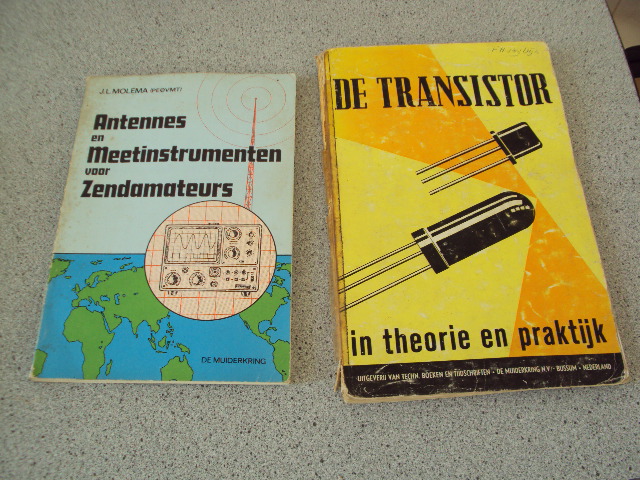 J.L. MOLEMA (PE0VMT)
Antennes
en
Meetinstrumenten
voor
Zendamateurs
DE MUIDERKRING
DE TRANSISTOR
in theorie en praktijk
UITGEVERIJ VAN TECHN. BOEKEN EN TIJDSCHRIFTEN - DE MUIDERKRING N.V. - BUSSUM - NEDERLAND